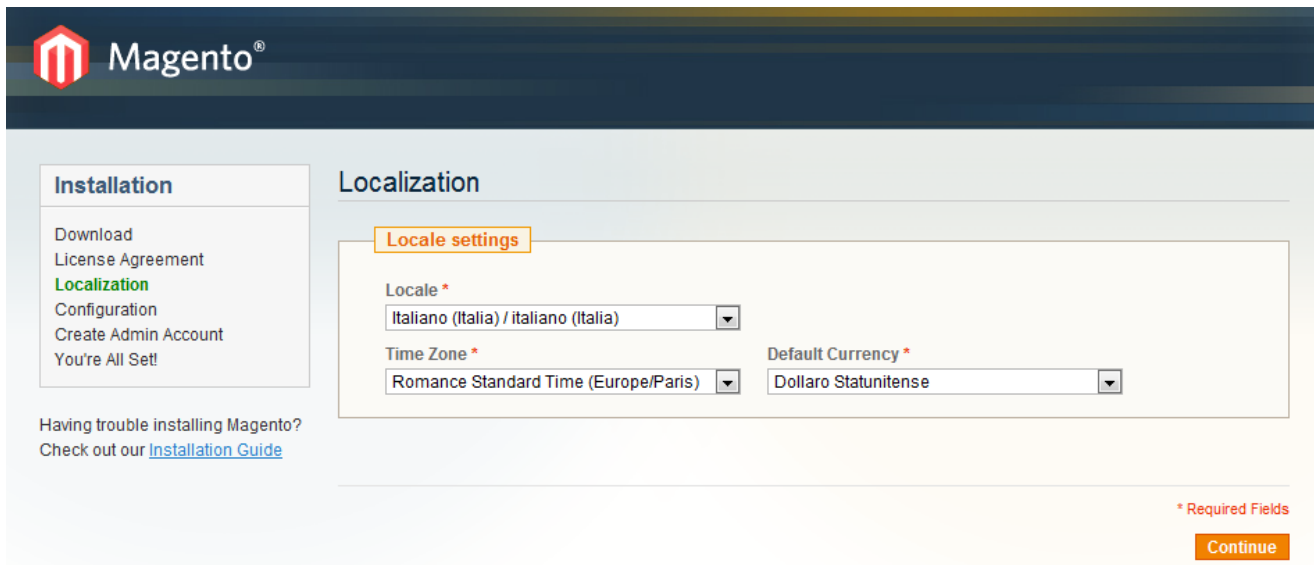 Magento®
Installation
Download
License Agreement
Localization
Configuration
Create Admin Account
You're All Set!
Having trouble installing Magento?
Check out our Installation Guide
Localization
Locale settings
Locale *
Italiano (Italia) / italiano (Italia)
Time Zone * Default Currency *
Romance Standard Time (Europe/Paris) Dollaro Statunitense
* Required Fields
Continue